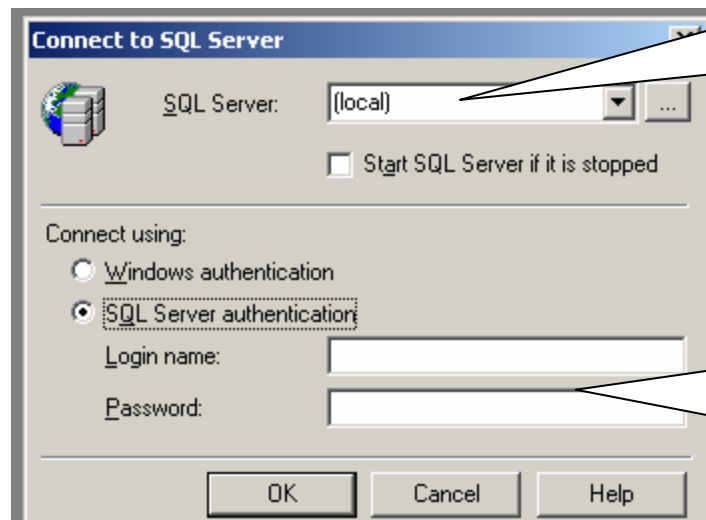 Connect to SQL Server
SQL Server: (local) ...
Start SQL Server if it is stopped
Connect using:
Windows authentication
SQL Server authentication
Login name:
Password:
OK Cancel Help